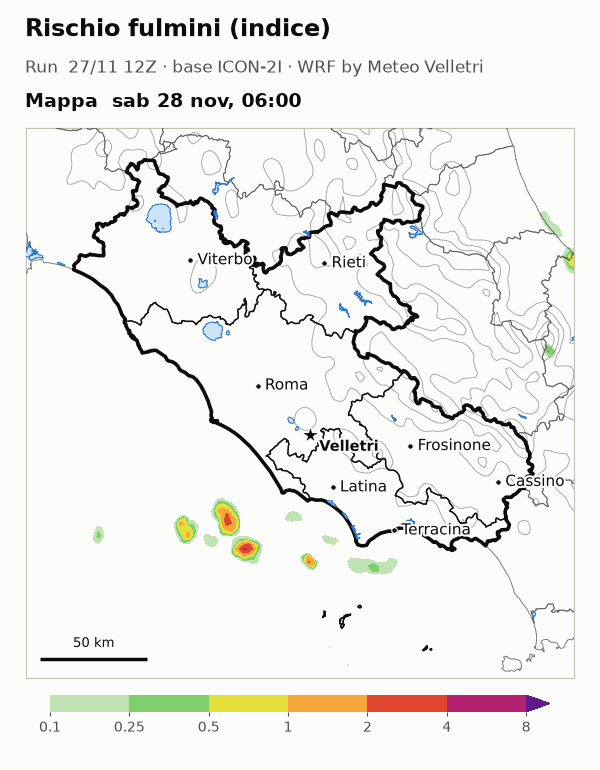 Rischio fulmini (indice)
Run  27/11 12Z · base ICON-2I · WRF by Meteo Velletri
Mappa  sab 28 nov, 06:00
Viterbo
Rieti
Roma
Velletri
Frosinone
Latina
Cassino
Terracina
50 km
0.1 0.25 0.5 1 2 4 8